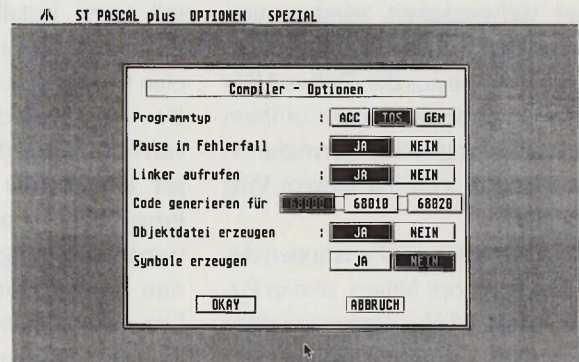 ST PASCAL plus OPTIONEN SPEZIAL
Compiler - Optionen
Programmtyp : ACC TOS GEM
Pause im Fehlerfall : JA NEIN
Linker aufrufen : JA NEIN
Code generieren für 68000 68010 68020
Objektdatei erzeugen : JA NEIN
Symbole erzeugen JA NEIN
OKAY ABBRUCH